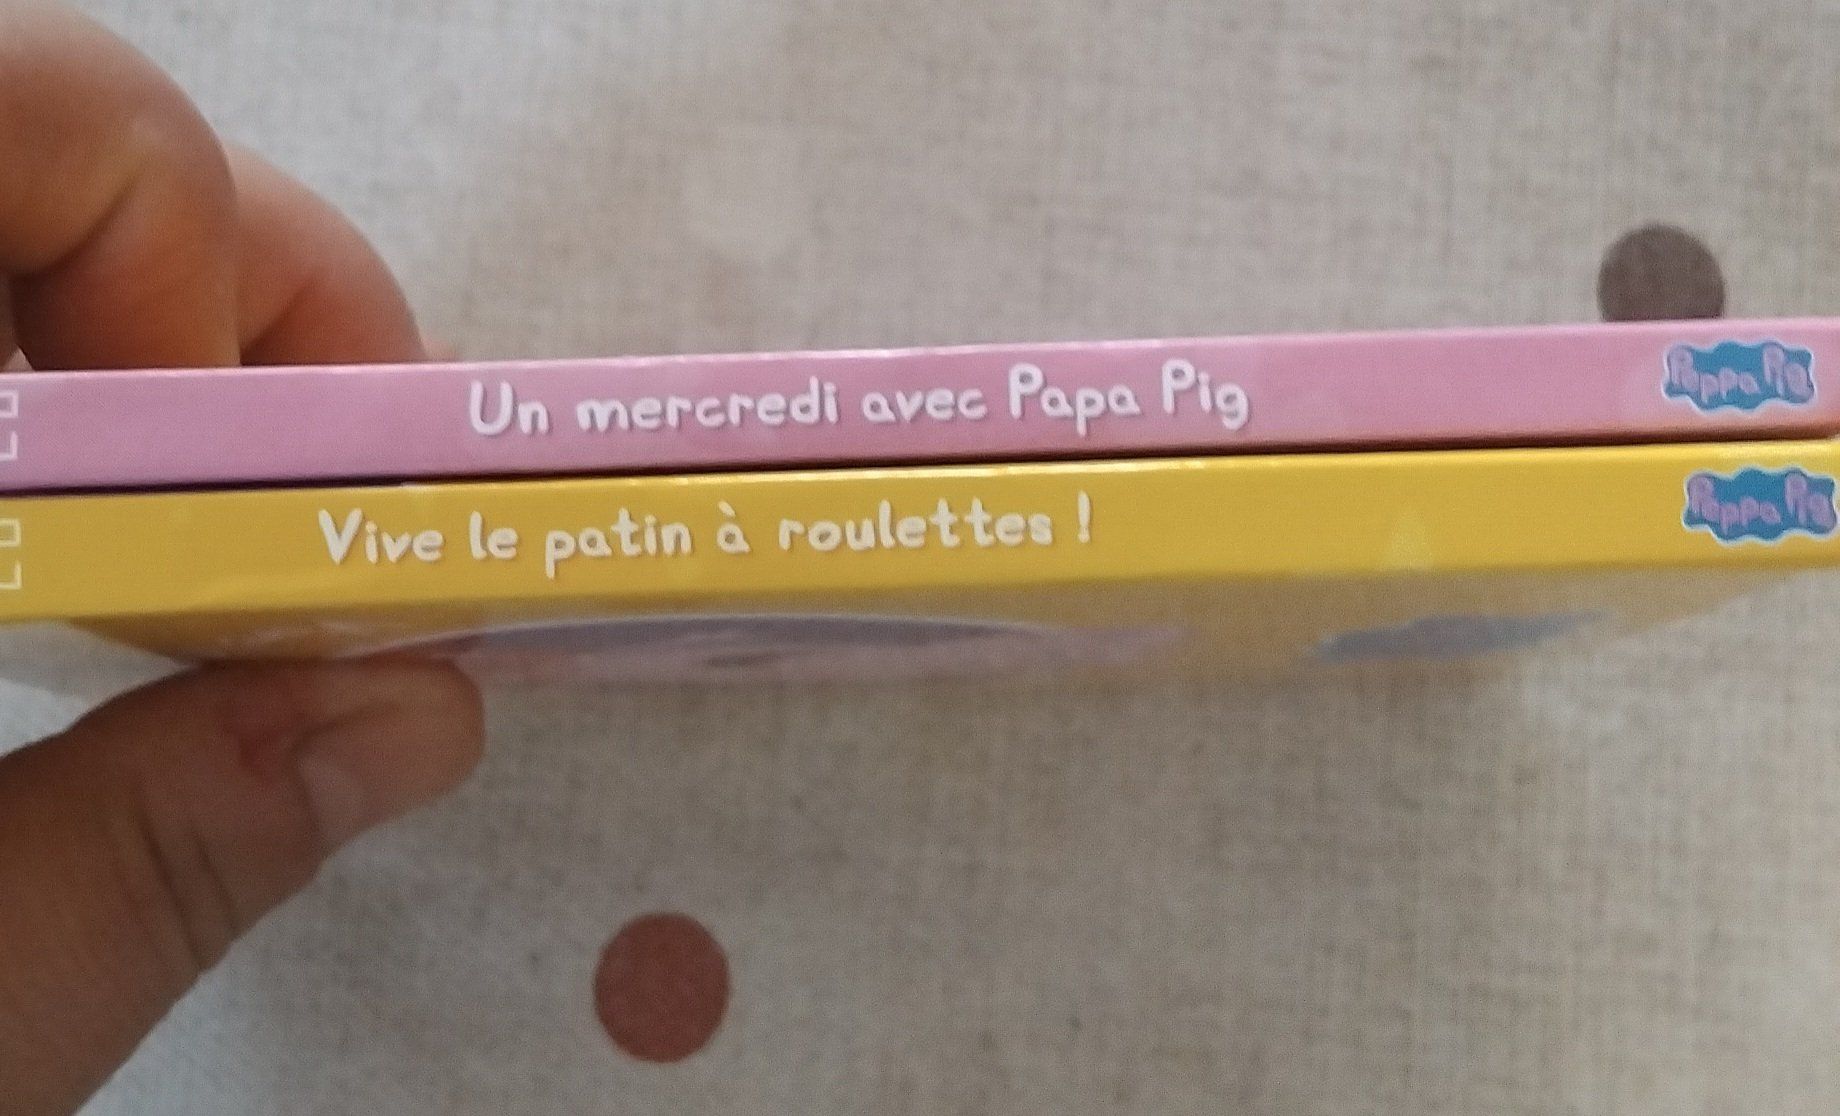 Un mercredi avec Papa Pig
Peppa Pig
Vive le patin à roulettes !
Peppa Pig